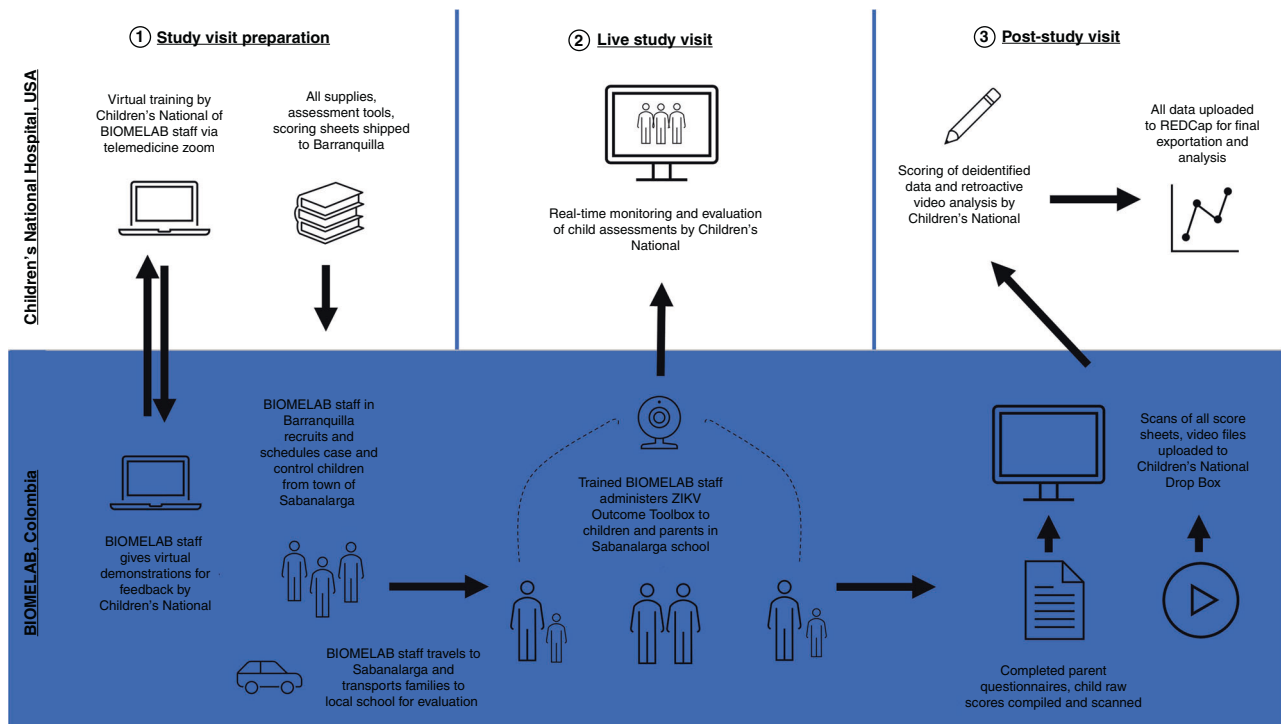 Children's National Hospital, USA
① Study visit preparation
Virtual training by
Children's National of
BIOMELAB staff via
telemedicine zoom
All supplies,
assessment tools,
scoring sheets shipped
to Barranquilla
② Live study visit
Real-time monitoring and evaluation
of child assessments by Children's
National
③ Post-study visit
Scoring of deidentified
data and retroactive
video analysis by
Children's National
All data uploaded
to REDCap for final
exportation and
analysis
BIOMELAB, Colombia
BIOMELAB staff
gives virtual
demonstrations for
feedback by
Children's National
BIOMELAB staff in
Barranquilla
recruits and
schedules case and
control children
from town of
Sabanalarga
BIOMELAB staff travels to
Sabanalarga and
transports families to
local school for evaluation
Trained BIOMELAB staff
administers ZIKV
Outcome Toolbox to
children and parents in
Sabanalarga school
Scans of all score
sheets, video files
uploaded to
Children's National
Drop Box
Completed parent
questionnaires, child raw
scores compiled and scanned